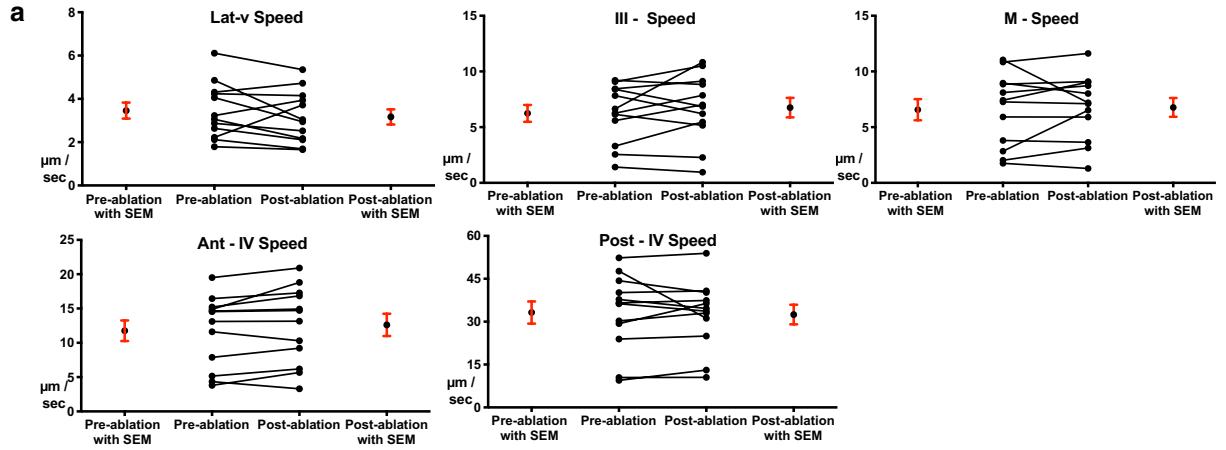 a
Lat-v Speed
8
6
4
2
0
µm /
sec
Pre-ablation
with SEM
Pre-ablation
Post-ablation
Post-ablation
with SEM
III - Speed
15
10
5
0
µm /
sec
Pre-ablation
with SEM
Pre-ablation
Post-ablation
Post-ablation
with SEM
M - Speed
15
10
5
0
µm /
sec
Pre-ablation
with SEM
Pre-ablation
Post-ablation
Post-ablation
with SEM
Ant - IV Speed
25
20
15
10
5
0
µm /
sec
Pre-ablation
with SEM
Pre-ablation
Post-ablation
Post-ablation
with SEM
Post - IV Speed
60
45
30
15
0
µm /
sec
Pre-ablation
with SEM
Pre-ablation
Post-ablation
Post-ablation
with SEM